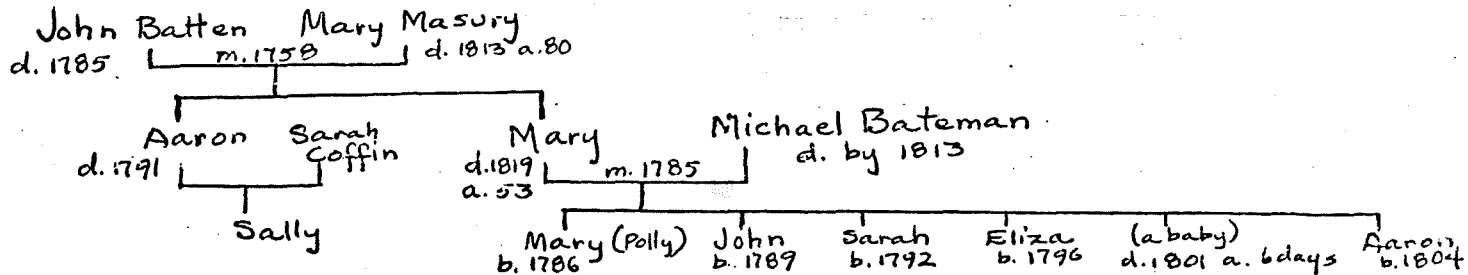 John Batten Mary Masury
d. 1785 m. 1758 d. 1813 a. 80
Aaron Sarah Coffin Mary Michael Bateman
d. 1791 d. 1819 a. 53 m. 1785 d. by 1813
Sally
Mary (Polly) John Sarah Eliza (a baby) Aaron
b. 1786 b. 1789 b. 1792 b. 1796 d. 1801 a. 6 days b. 1804